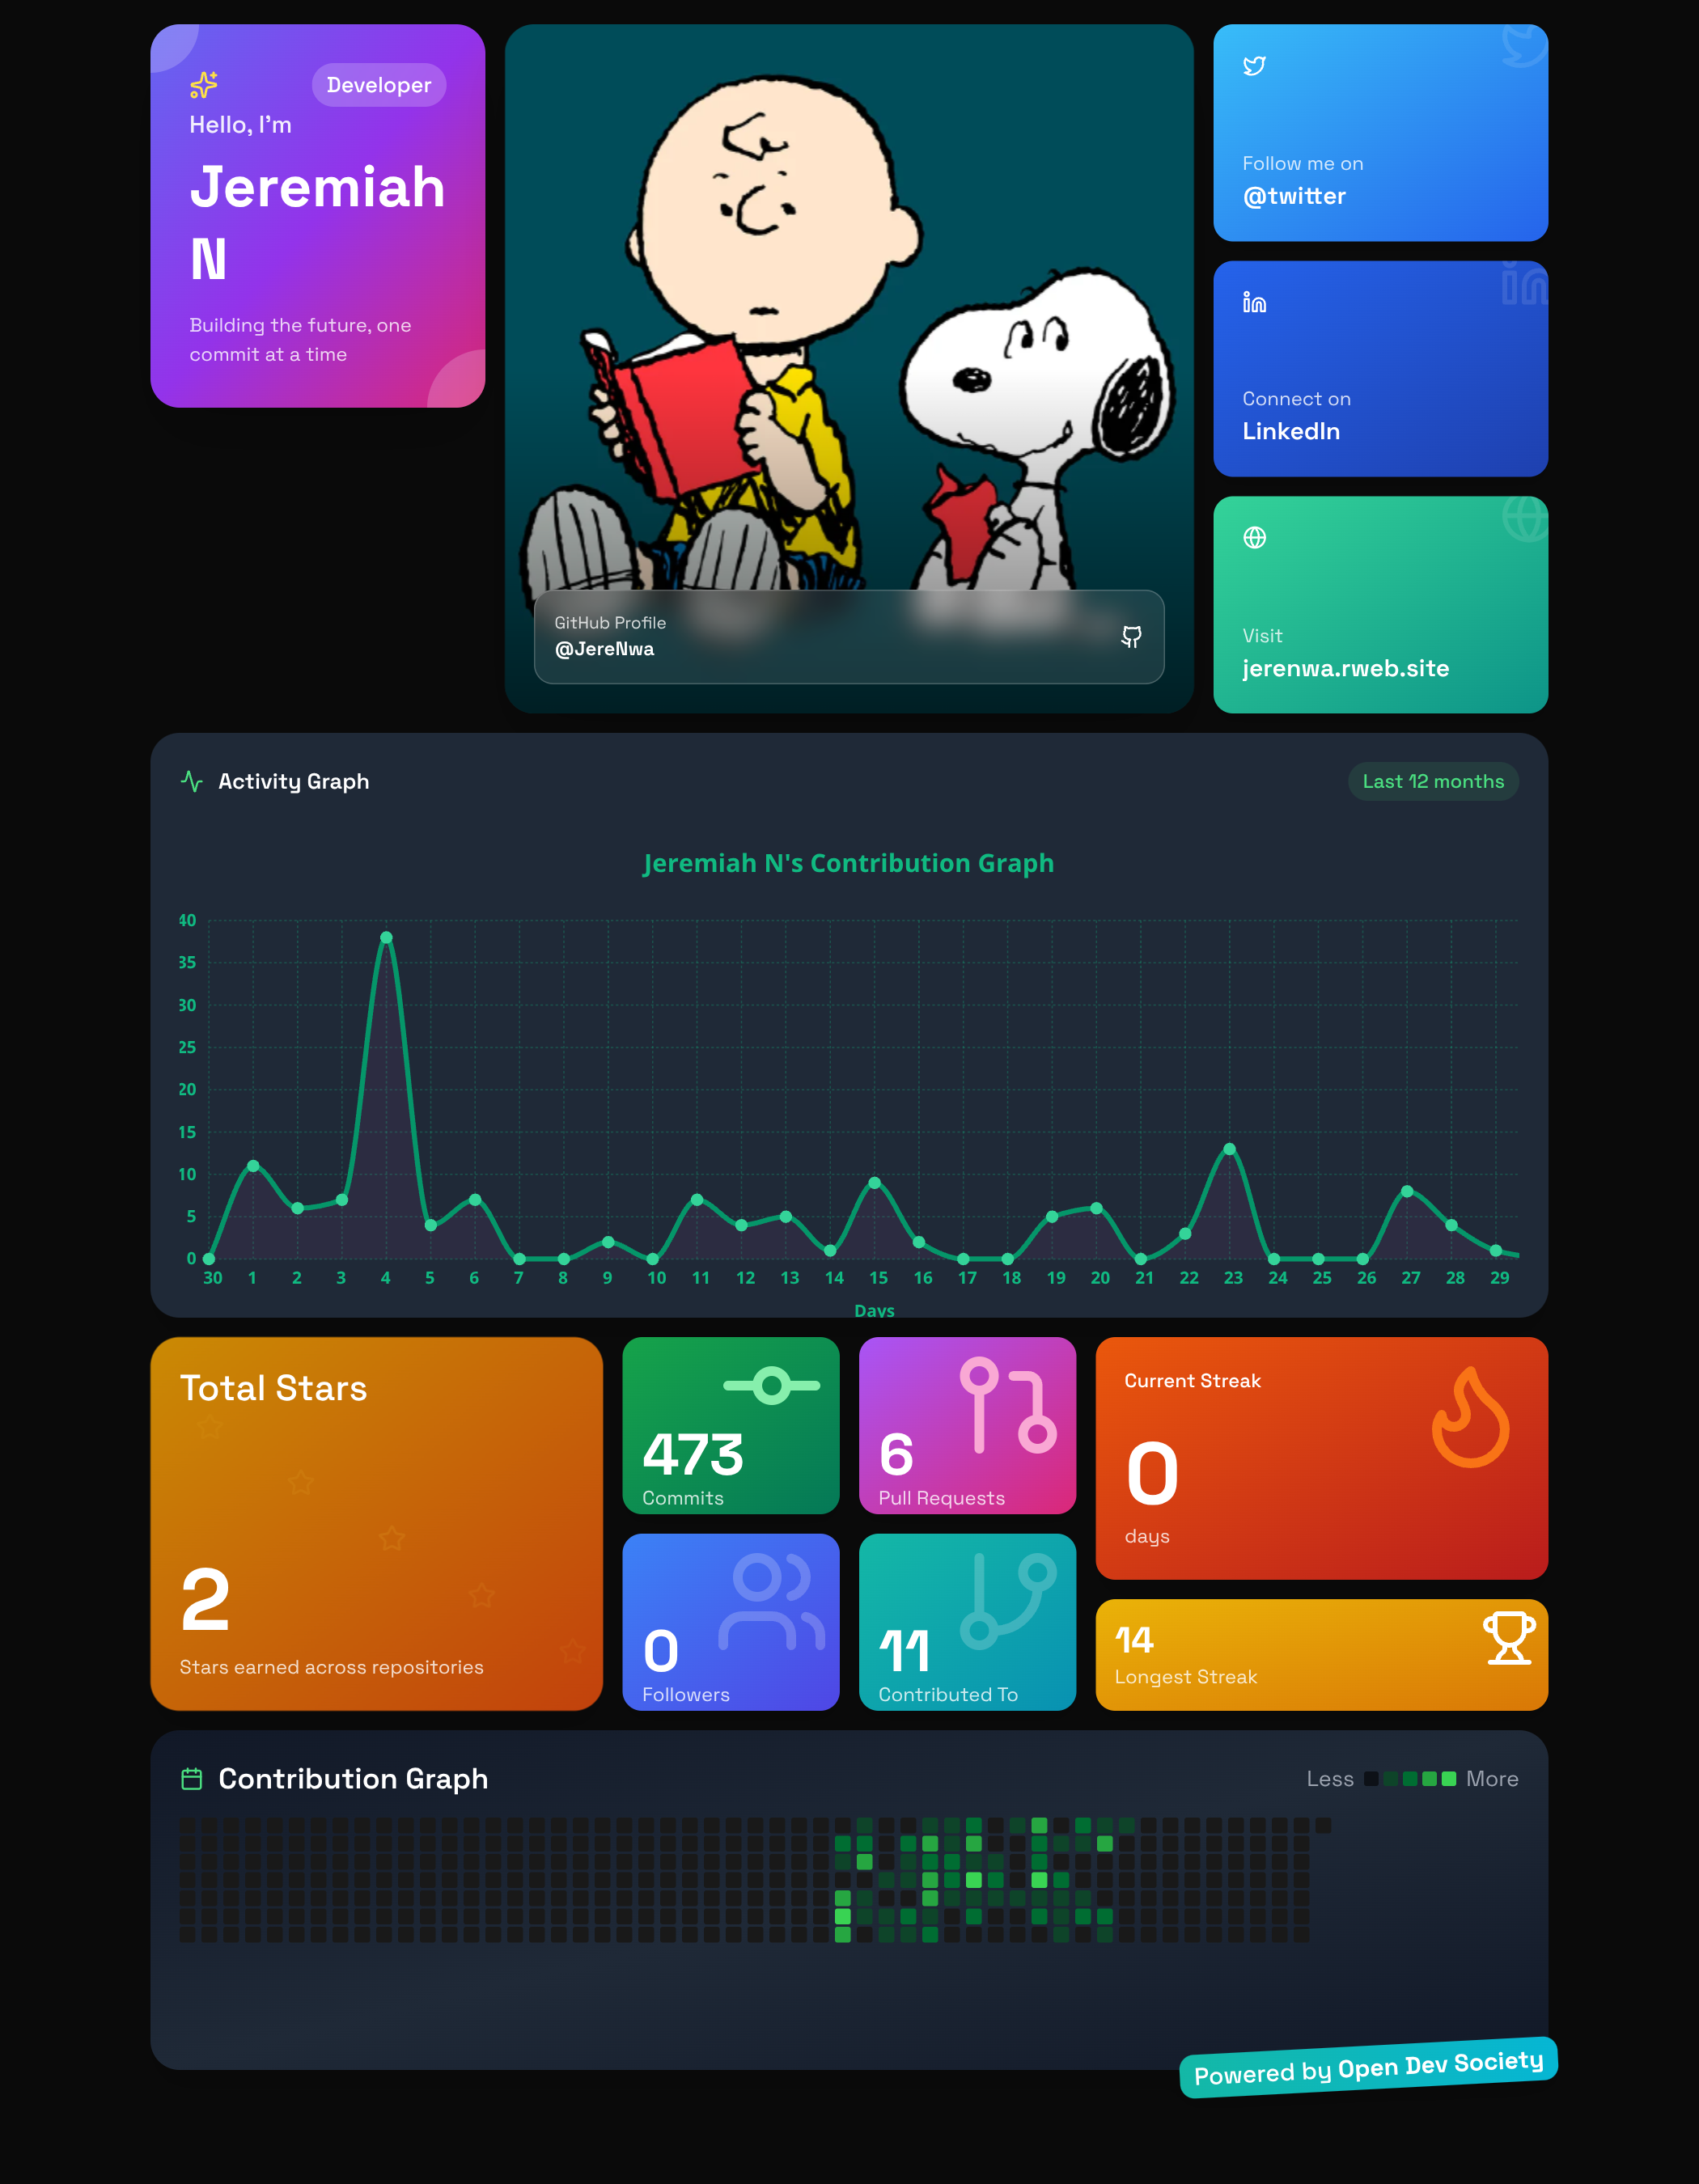 Developer
Hello, I'm
Jeremiah
N
Building the future, one
commit at a time
GitHub Profile
@JereNwa
Follow me on
@twitter
Connect on
LinkedIn
Visit
jerenwa.rweb.site
Activity Graph
Last 12 months
Jeremiah N's Contribution Graph
40
35
30
25
20
15
10
5
0
30 1 2 3 4 5 6 7 8 9 10 11 12 13 14 15 16 17 18 19 20 21 22 23 24 25 26 27 28 29
Days
Total Stars
2
Stars earned across repositories
473
Commits
6
Pull Requests
0
Followers
11
Contributed To
Current Streak
0
days
14
Longest Streak
Contribution Graph
Less More
Powered by Open Dev Society